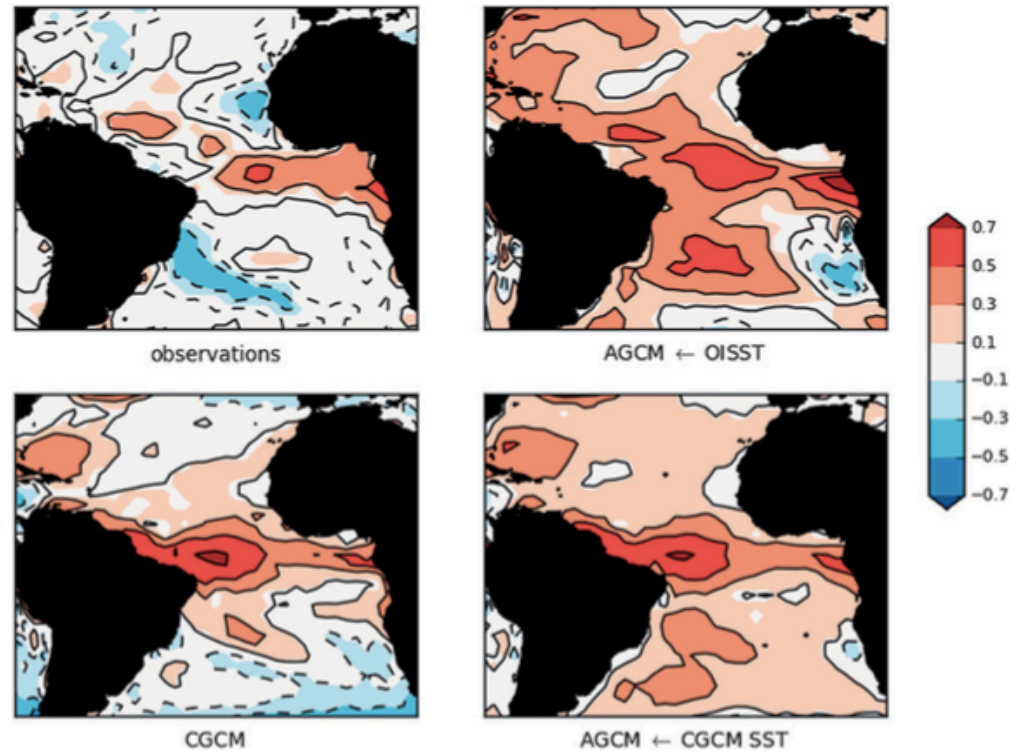 observations
AGCM ← OISST
0.7
0.5
0.3
0.1
−0.1
−0.3
−0.5
−0.7
CGCM
AGCM ← CGCM SST